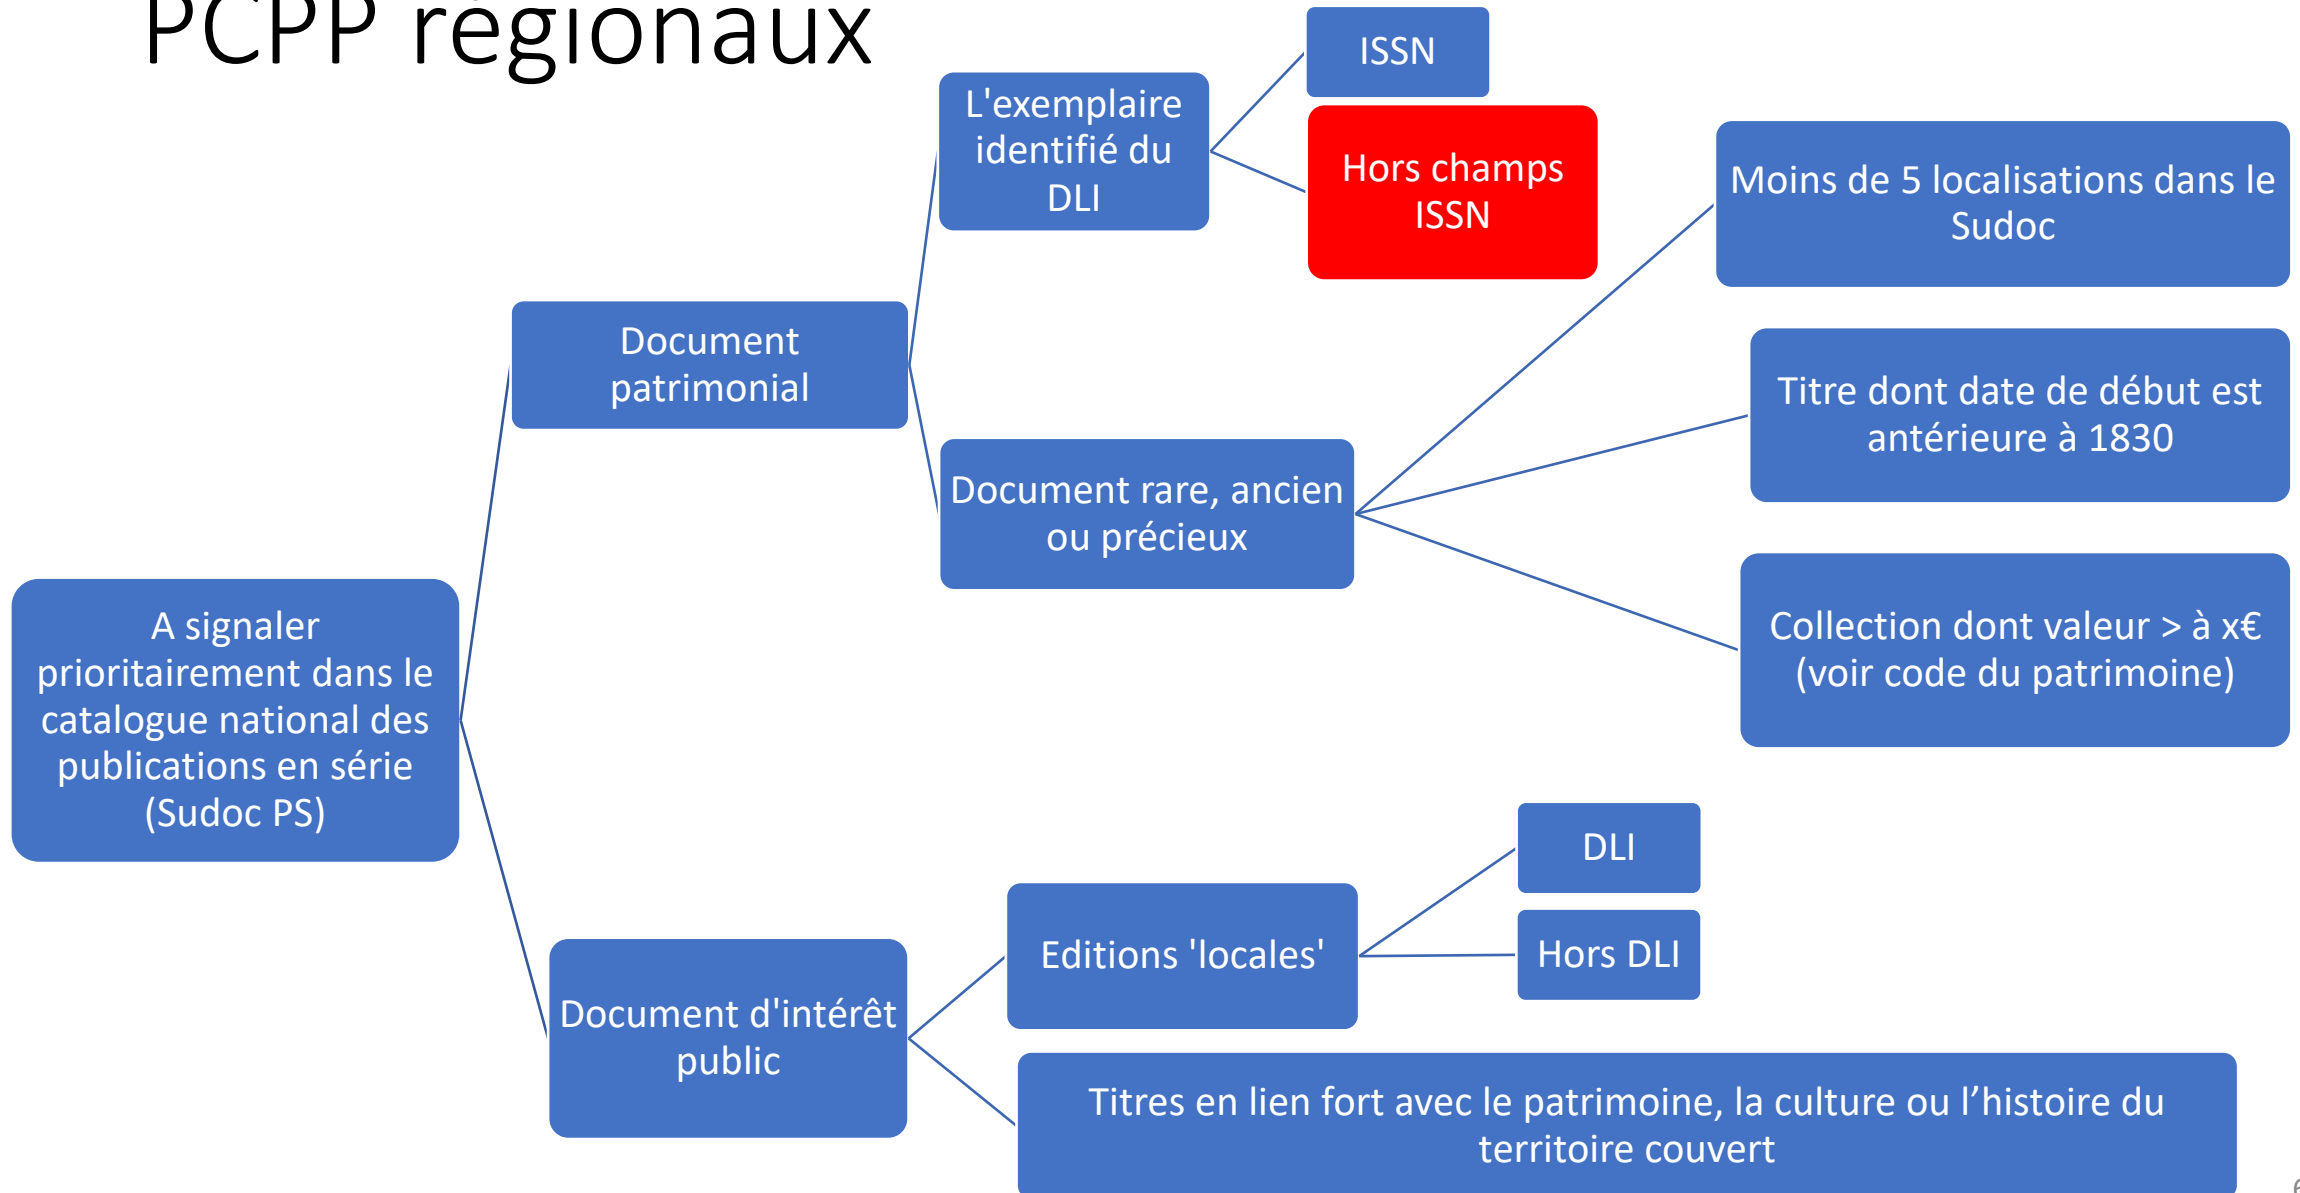 PCPP régionaux
ISSN
L'exemplaire
identifié du
DLI
Hors champs
ISSN
Moins de 5 localisations dans le
Sudoc
Document
patrimonial
Titre dont date de début est
antérieure à 1830
Document rare, ancien
ou précieux
A signaler
prioritairement dans le
catalogue national des
publications en série
(Sudoc PS)
Collection dont valeur > à x€
(voir code du patrimoine)
DLI
Editions 'locales'
Hors DLI
Document d'intérêt
public
Titres en lien fort avec le patrimoine, la culture ou l’histoire du
territoire couvert